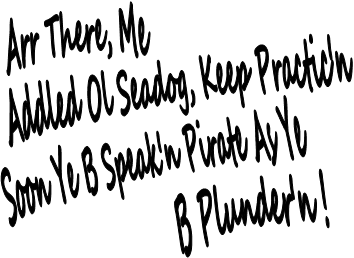 Arr There, Me
Addled Ol Seadog, Keep Practic'n
Soon Ye B Speak'n Pirate As Ye
B Plunder'n!